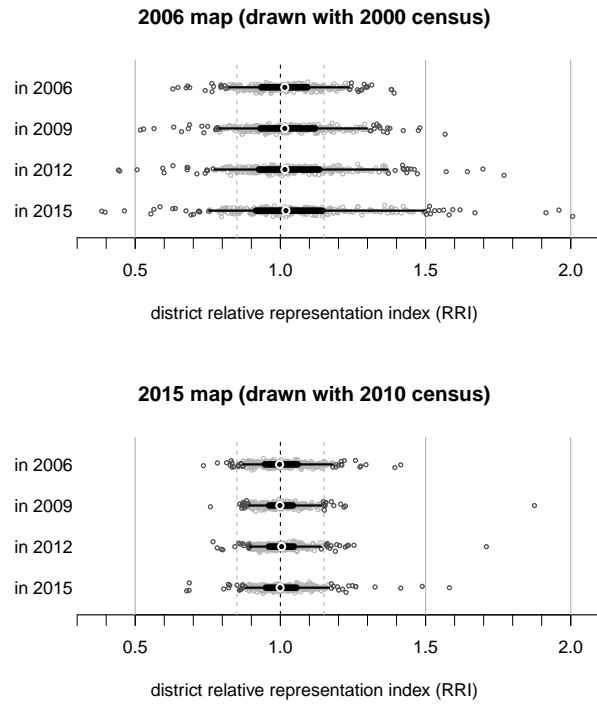 2006 map (drawn with 2000 census)
in 2006
in 2009
in 2012
in 2015
0.5 1.0 1.5 2.0
district relative representation index (RRI)
2015 map (drawn with 2010 census)
in 2006
in 2009
in 2012
in 2015
0.5 1.0 1.5 2.0
district relative representation index (RRI)